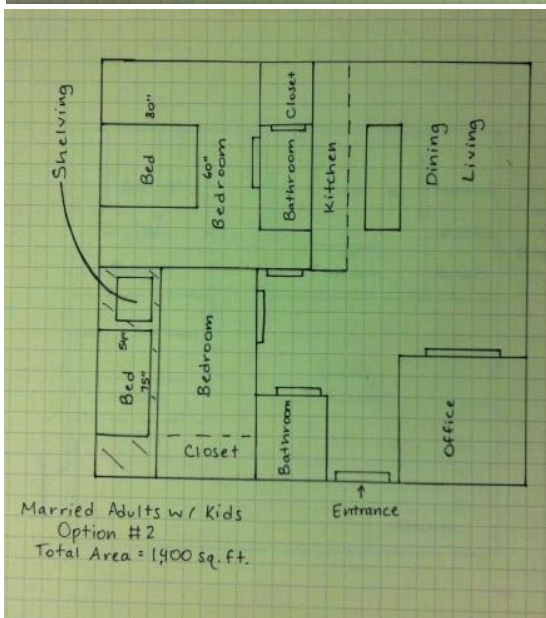 Shelving
80"
Closet
Bed
60"
Bedroom
Bathroom
Kitchen
Dining
Living
54"
Bed
75"
Bedroom
Closet
Bathroom
Office
Entrance
Married Adults w/ Kids
Option #2
Total Area = 1,400 sq. ft.